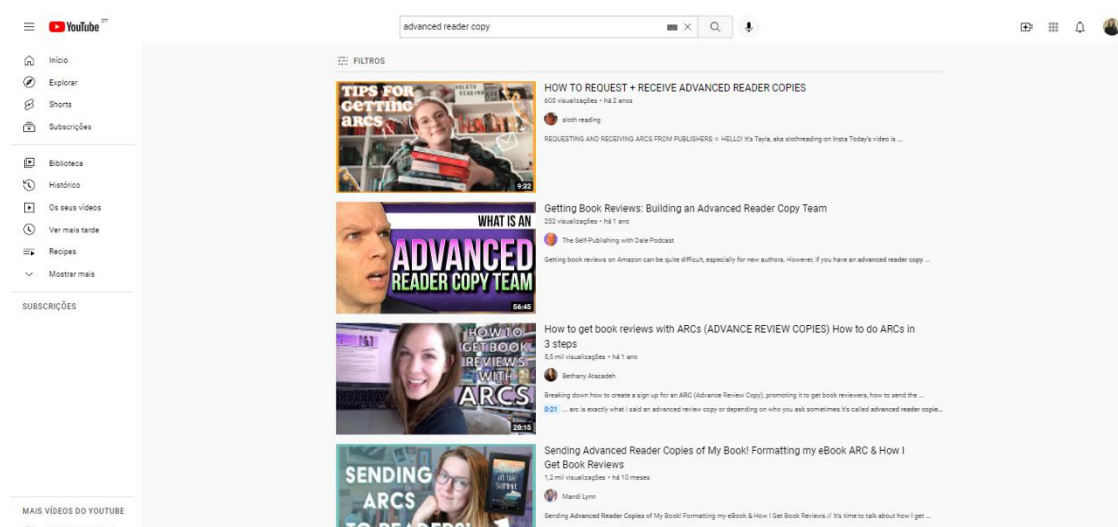 YouTube PT
advanced reader copy
Início
Explorar
Shorts
Subscrições
Biblioteca
Histórico
Os seus vídeos
Ver mais tarde
Recipes
Mostrar mais
SUBSCRIÇÕES
MAIS VÍDEOS DO YOUTUBE
FILTROS
TIPS FOR
GETTING
ARCS
9:22
HOW TO REQUEST + RECEIVE ADVANCED READER COPIES
605 visualizações • há 2 anos
sloth reading
REQUESTING AND RECEIVING ARCS FROM PUBLISHERS = HELLO! It's Tayla, aka slothreading on Insta Today's video is ...
WHAT IS AN
ADVANCED
READER COPY TEAM
56:45
Getting Book Reviews: Building an Advanced Reader Copy Team
252 visualizações • há 1 ano
The Self-Publishing with Dale Podcast
Getting book reviews on Amazon can be quite difficult, especially for new authors. However, if you have an advanced reader copy ...
HOW TO
GET BOOK
REVIEWS
WITH
ARCS
20:15
How to get book reviews with ARCs (ADVANCE REVIEW COPIES) How to do ARCs in
3 steps
5,5 mil visualizações • há 1 ano
Bethany Atazadeh
Breaking down how to create a sign up for an ARC (Advance Review Copy), promoting it to get book reviewers, how to send the ...
0:21 ... arc is exactly what I said an advanced review copy or depending on who you ask sometimes it's called advanced reader copie...
SENDING
ARCS
TO READERS!
Sending Advanced Reader Copies of My Book! Formatting my eBook ARC & How I
Get Book Reviews
1,2 mil visualizações • há 10 meses
Mandi Lynn
Sending Advanced Reader Copies of My Book! Formatting my eBook & How I Get Book Reviews // It's time to talk about how I get ...